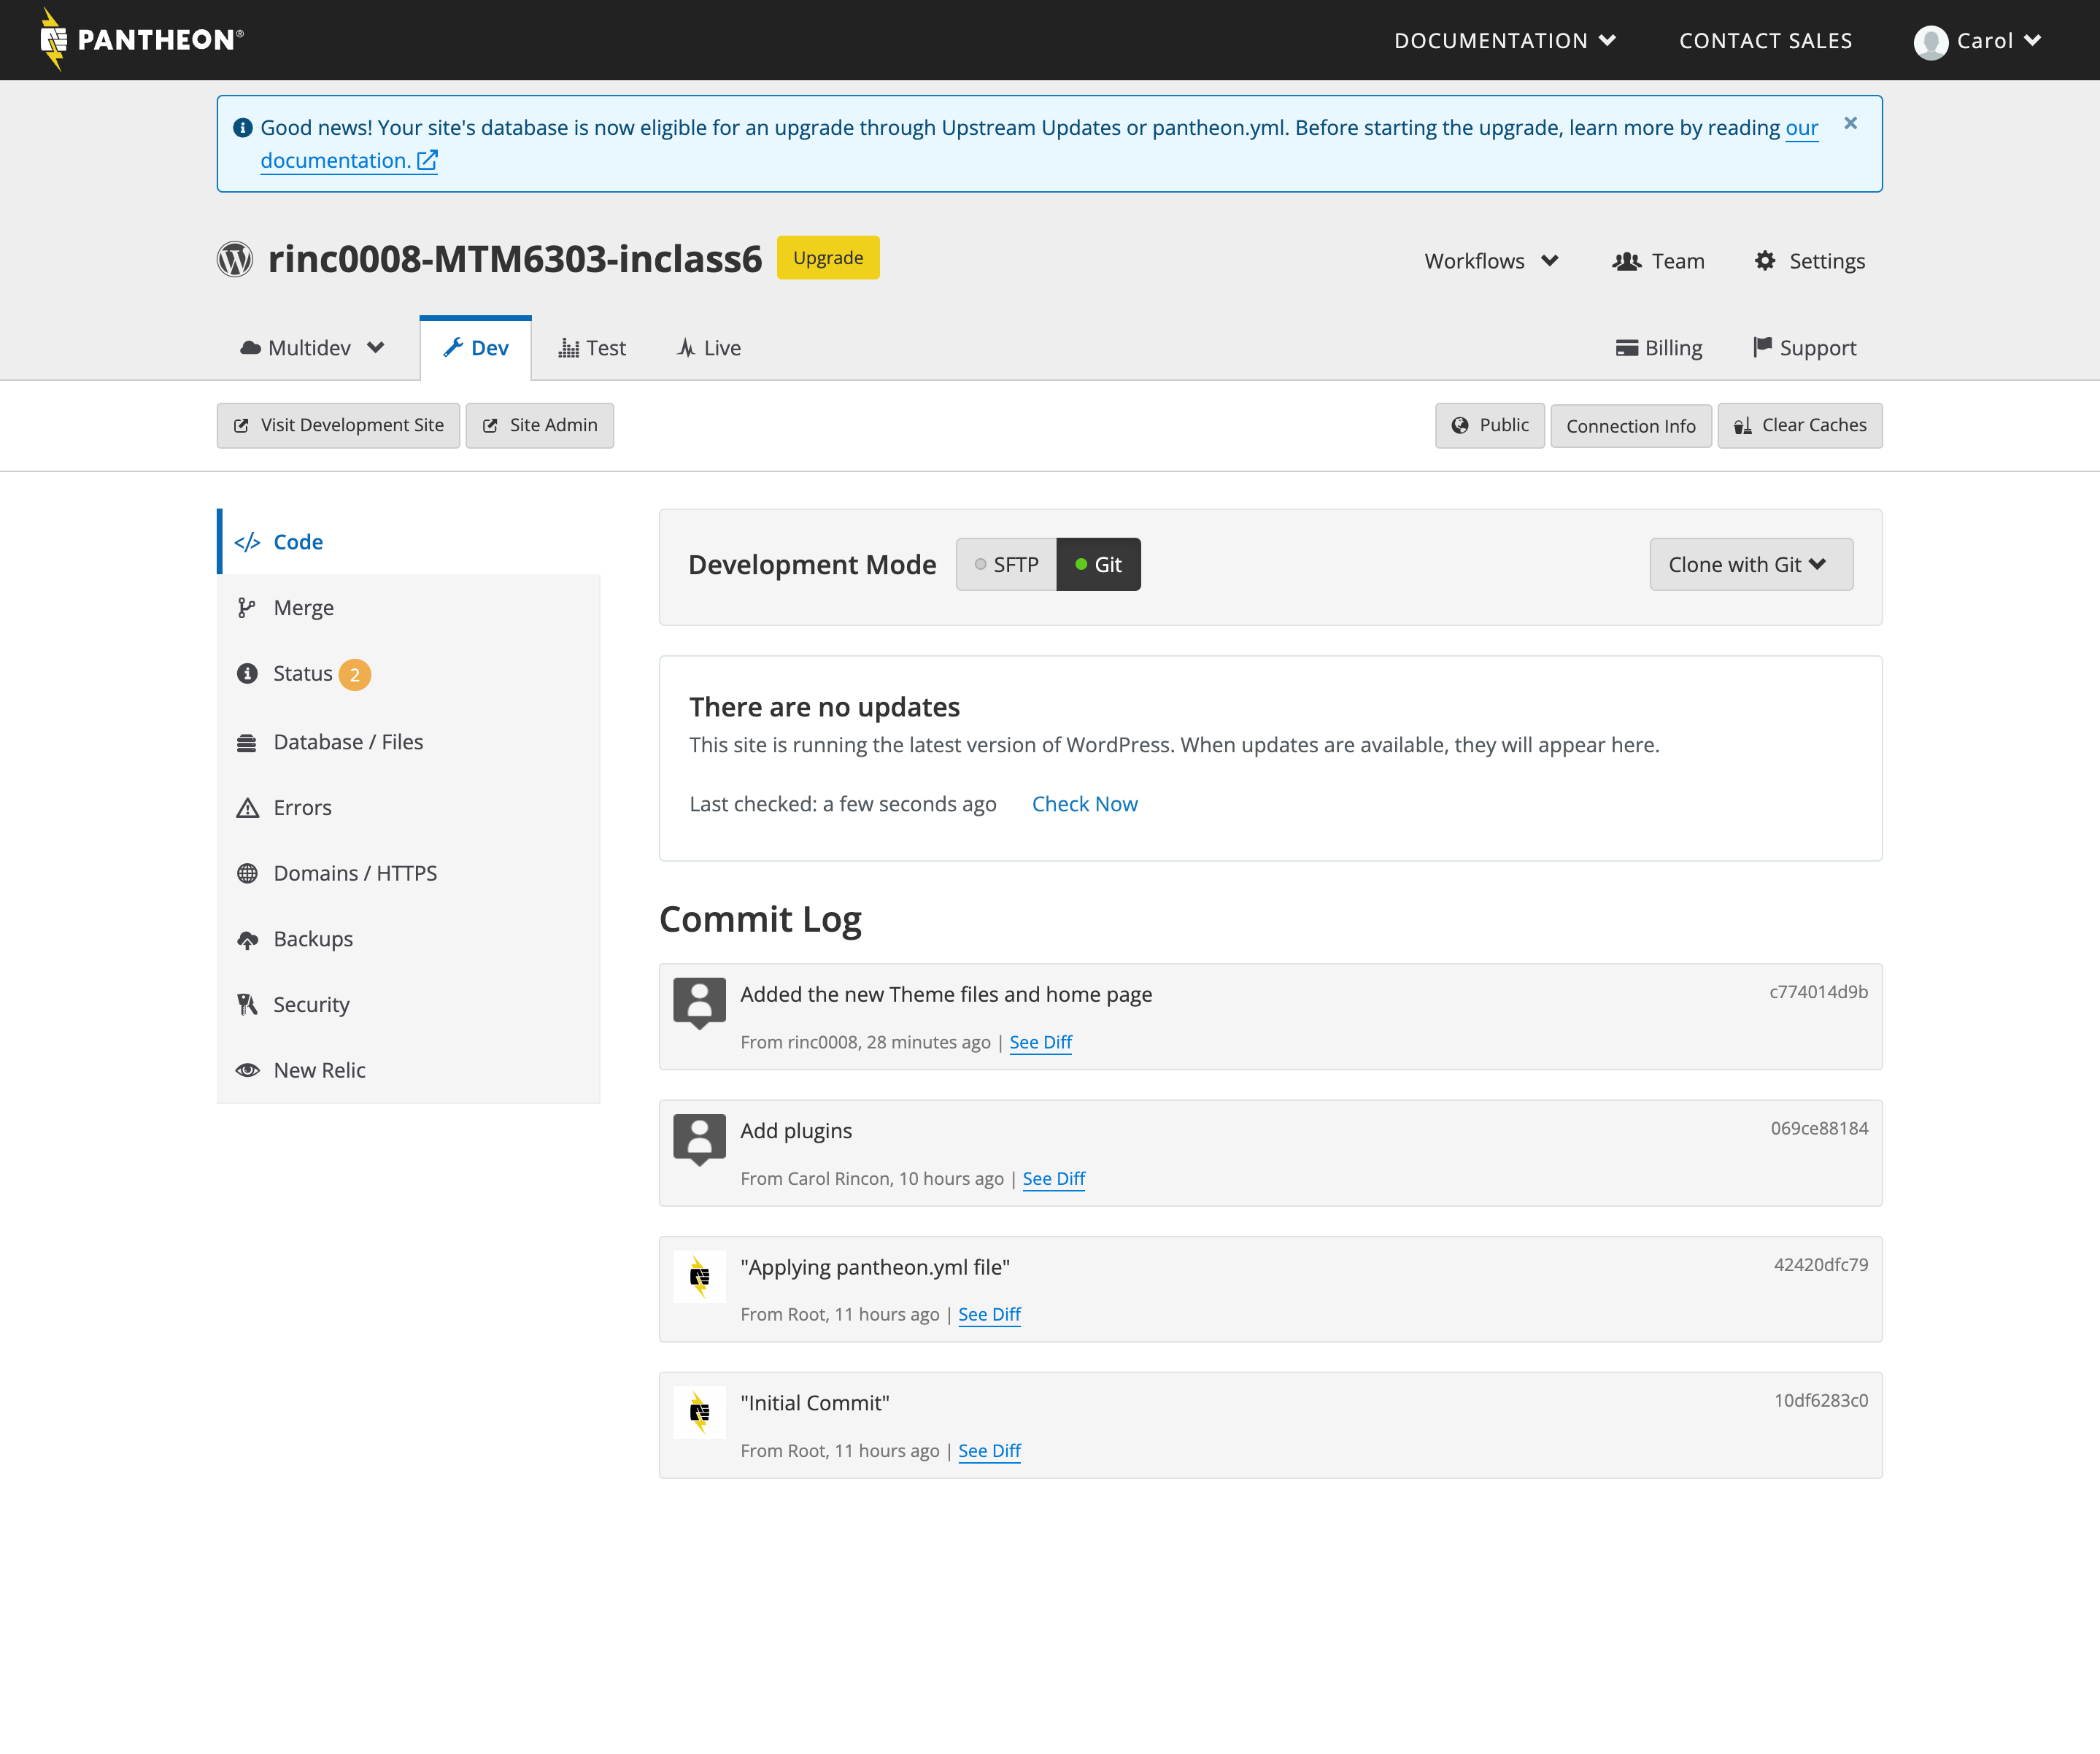 PANTHEON®
DOCUMENTATION
CONTACT SALES
Carol
Good news! Your site's database is now eligible for an upgrade through Upstream Updates or pantheon.yml. Before starting the upgrade, learn more by reading our
documentation.
rinc0008-MTM6303-inclass6
Upgrade
Workflows
Team
Settings
Multidev
Dev
Test
Live
Billing
Support
Visit Development Site
Site Admin
Public
Connection Info
Clear Caches
Code
Merge
Status 2
Database / Files
Errors
Domains / HTTPS
Backups
Security
New Relic
Development Mode
SFTP
Git
Clone with Git
There are no updates
This site is running the latest version of WordPress. When updates are available, they will appear here.
Last checked: a few seconds ago
Check Now
Commit Log
Added the new Theme files and home page
c774014d9b
From rinc0008, 28 minutes ago | See Diff
Add plugins
069ce88184
From Carol Rincon, 10 hours ago | See Diff
"Applying pantheon.yml file"
42420dfc79
From Root, 11 hours ago | See Diff
"Initial Commit"
10df6283c0
From Root, 11 hours ago | See Diff